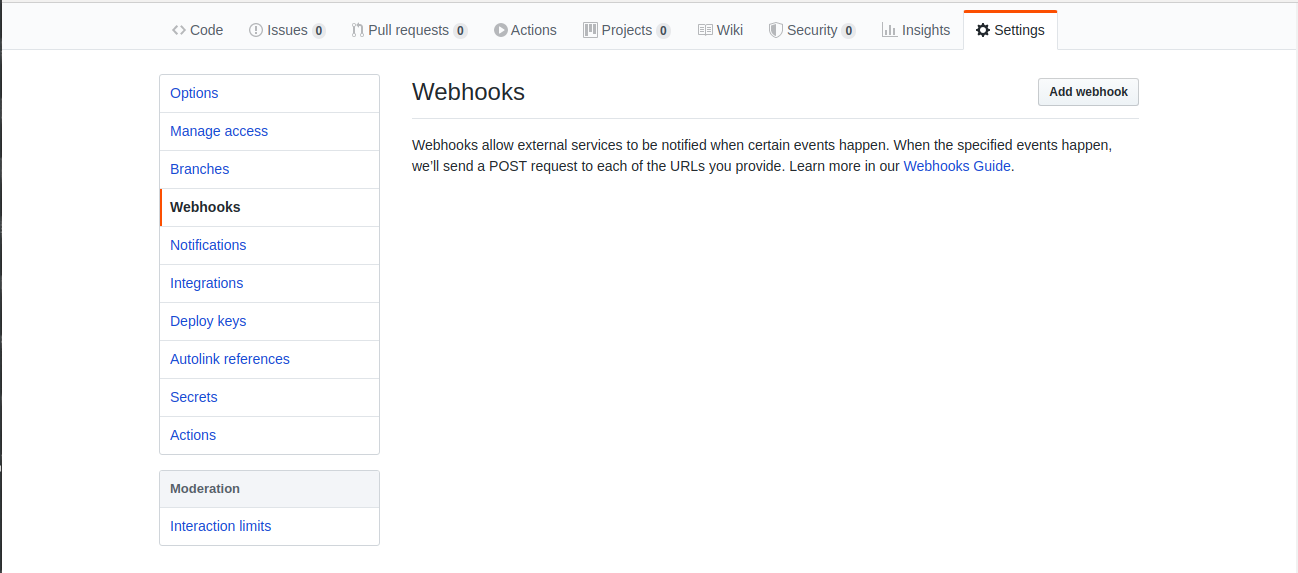 Code Issues 0 Pull requests 0 Actions Projects 0 Wiki Security 0 Insights Settings
Options
Manage access
Branches
Webhooks
Notifications
Integrations
Deploy keys
Autolink references
Secrets
Actions
Moderation
Interaction limits
Webhooks
Add webhook
Webhooks allow external services to be notified when certain events happen. When the specified events happen,
we’ll send a POST request to each of the URLs you provide. Learn more in our Webhooks Guide.